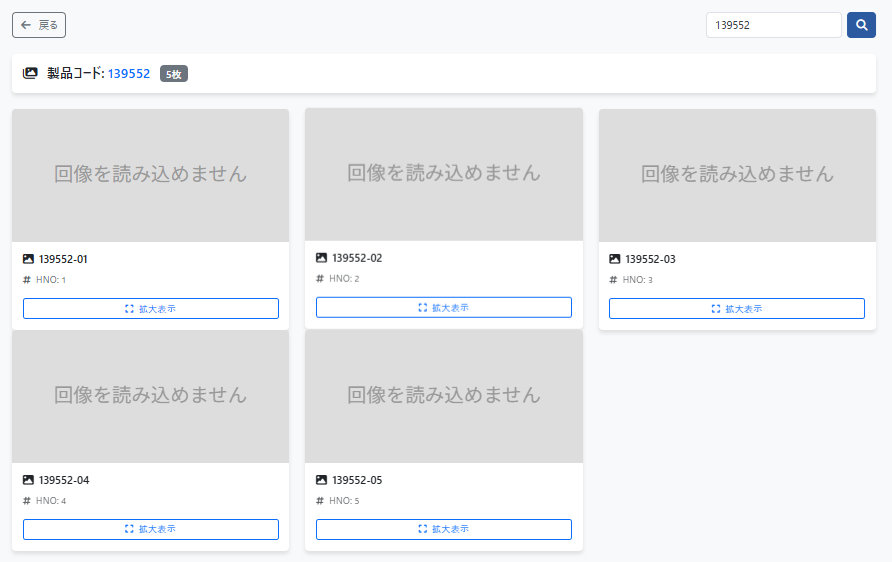 ← 戻る
139552
製品コード: 139552 5枚
回像を読み込めません
回像を読み込めません
回像を読み込めません
139552-01
139552-02
139552-03
# HNO: 1
# HNO: 2
# HNO: 3
拡大表示
拡大表示
拡大表示
回像を読み込めません
回像を読み込めません
139552-04
139552-05
# HNO: 4
# HNO: 5
拡大表示
拡大表示